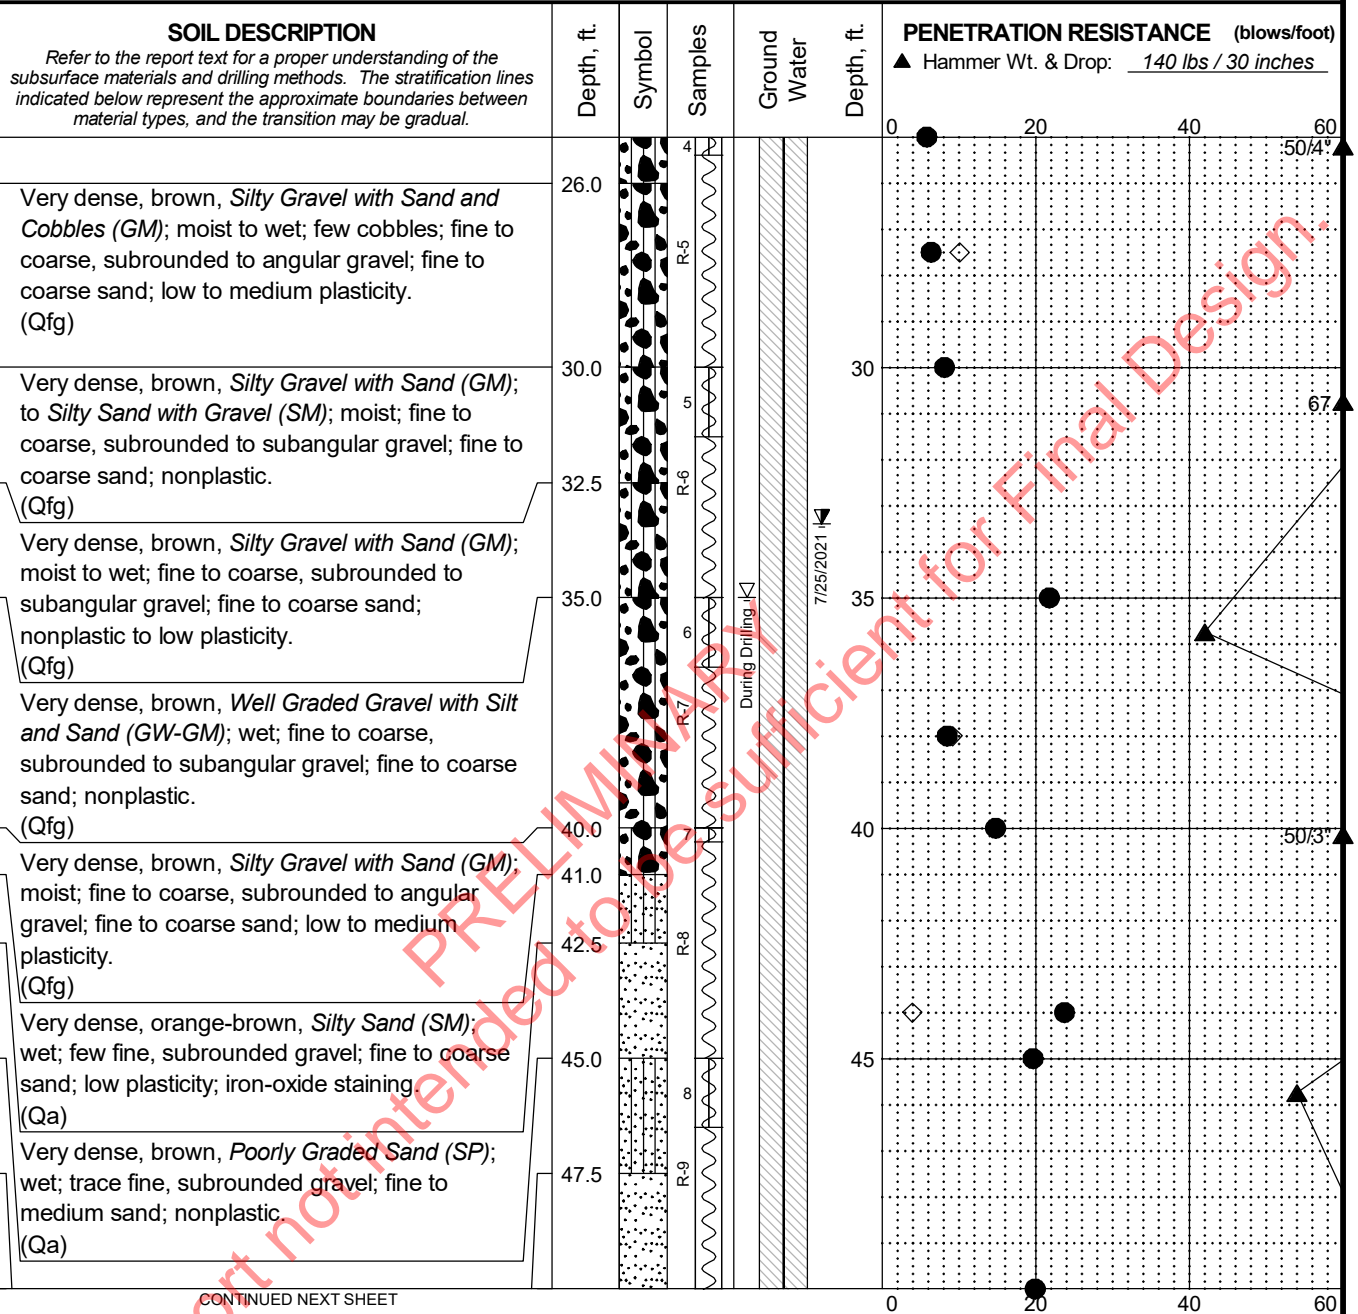 SOIL DESCRIPTION
Refer to the report text for a proper understanding of the
subsurface materials and drilling methods. The stratification lines
indicated below represent the approximate boundaries between
material types, and the transition may be gradual.
Depth, ft.
Symbol
Samples
Ground
Water
Depth, ft.
PENETRATION RESISTANCE (blows/foot)
▲ Hammer Wt. & Drop: 140 lbs / 30 inches
0 20 40 60
4
50/4"
26.0
Very dense, brown, Silty Gravel with Sand and
Cobbles (GM); moist to wet; few cobbles; fine to
coarse, subrounded to angular gravel; fine to
coarse sand; low to medium plasticity.
(Qfg)
R-5
30.0
30
Very dense, brown, Silty Gravel with Sand (GM);
to Silty Sand with Gravel (SM); moist; fine to
coarse, subrounded to subangular gravel; fine to
coarse sand; nonplastic.
(Qfg)
5
67
32.5
R-6
Very dense, brown, Silty Gravel with Sand (GM);
moist to wet; fine to coarse, subrounded to
subangular gravel; fine to coarse sand;
nonplastic to low plasticity.
(Qfg)
7/25/2021
35.0
35
During Drilling
6
Very dense, brown, Well Graded Gravel with Silt
and Sand (GW-GM); wet; fine to coarse,
subrounded to subangular gravel; fine to coarse
sand; nonplastic.
(Qfg)
R-7
40.0
7
40
50/3"
Very dense, brown, Silty Gravel with Sand (GM);
moist; fine to coarse, subrounded to angular
gravel; fine to coarse sand; low to medium
plasticity.
(Qfg)
41.0
42.5
R-8
Very dense, orange-brown, Silty Sand (SM);
wet; few fine, subrounded gravel; fine to coarse
sand; low plasticity; iron-oxide staining.
(Qa)
45.0
45
8
Very dense, brown, Poorly Graded Sand (SP);
wet; trace fine, subrounded gravel; fine to
medium sand; nonplastic.
(Qa)
47.5
R-9
CONTINUED NEXT SHEET
0 20 40 60
PRELIMINARY
not intended to be sufficient for Final Design.